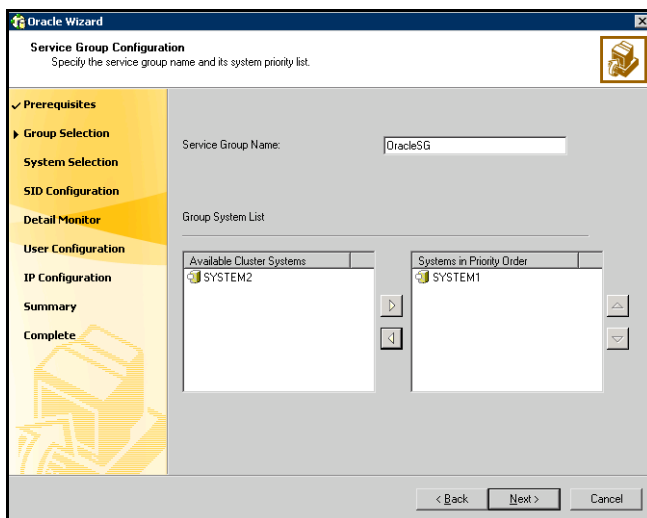 Oracle Wizard
Service Group Configuration
Specify the service group name and its system priority list.
Prerequisites
Group Selection
System Selection
SID Configuration
Detail Monitor
User Configuration
IP Configuration
Summary
Complete
Service Group Name:
OracleSG
Group System List
Available Cluster Systems
SYSTEM2
Systems in Priority Order
SYSTEM1
< Back
Next >
Cancel